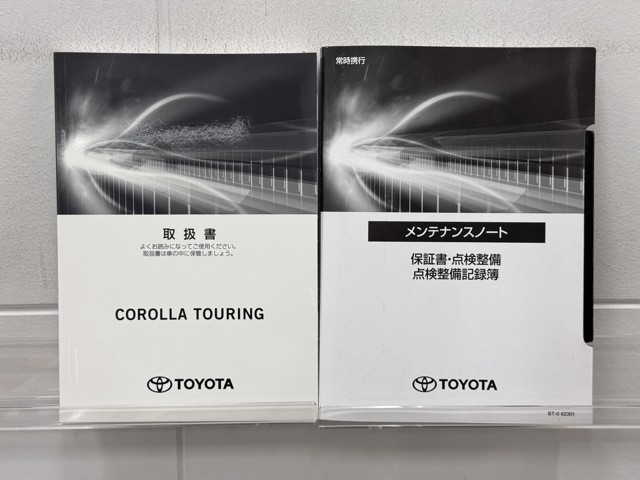 取扱書
よくお読みになってご使用ください。
取扱書は車の中に保管しましょう。
COROLLA TOURING
TOYOTA
常時携行
メンテナンスノート
保証書・点検整備
点検整備記録簿
TOYOTA
BT-0 02301